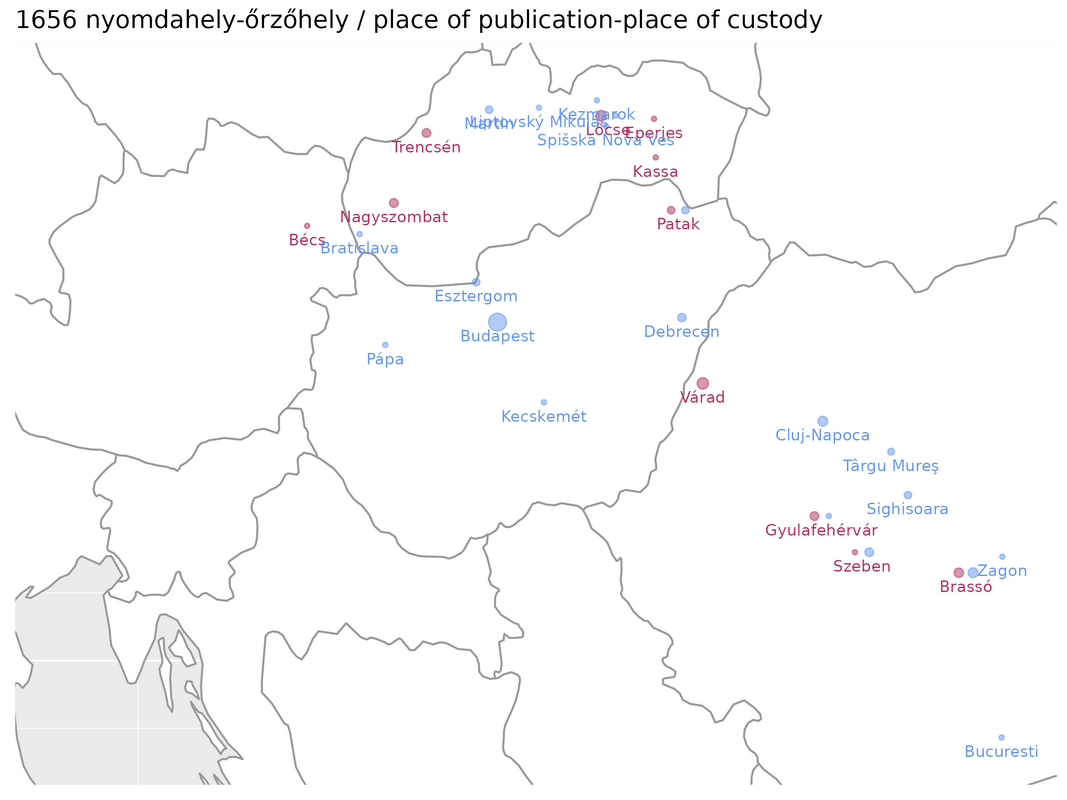 1656 nyomdahely-őrzőhely / place of publication-place of custody
Kezmarok
Martin
Liptovský Mikuláš
Lőcse
Eperjes
Spišska Nová Ves
Trencsén
Kassa
Nagyszombat
Patak
Bécs
Bratislava
Esztergom
Budapest
Debrecen
Pápa
Várad
Kecskemét
Cluj-Napoca
Târgu Mureş
Sighisoara
Gyulafehérvár
Szeben
Zagon
Brassó
Bucuresti